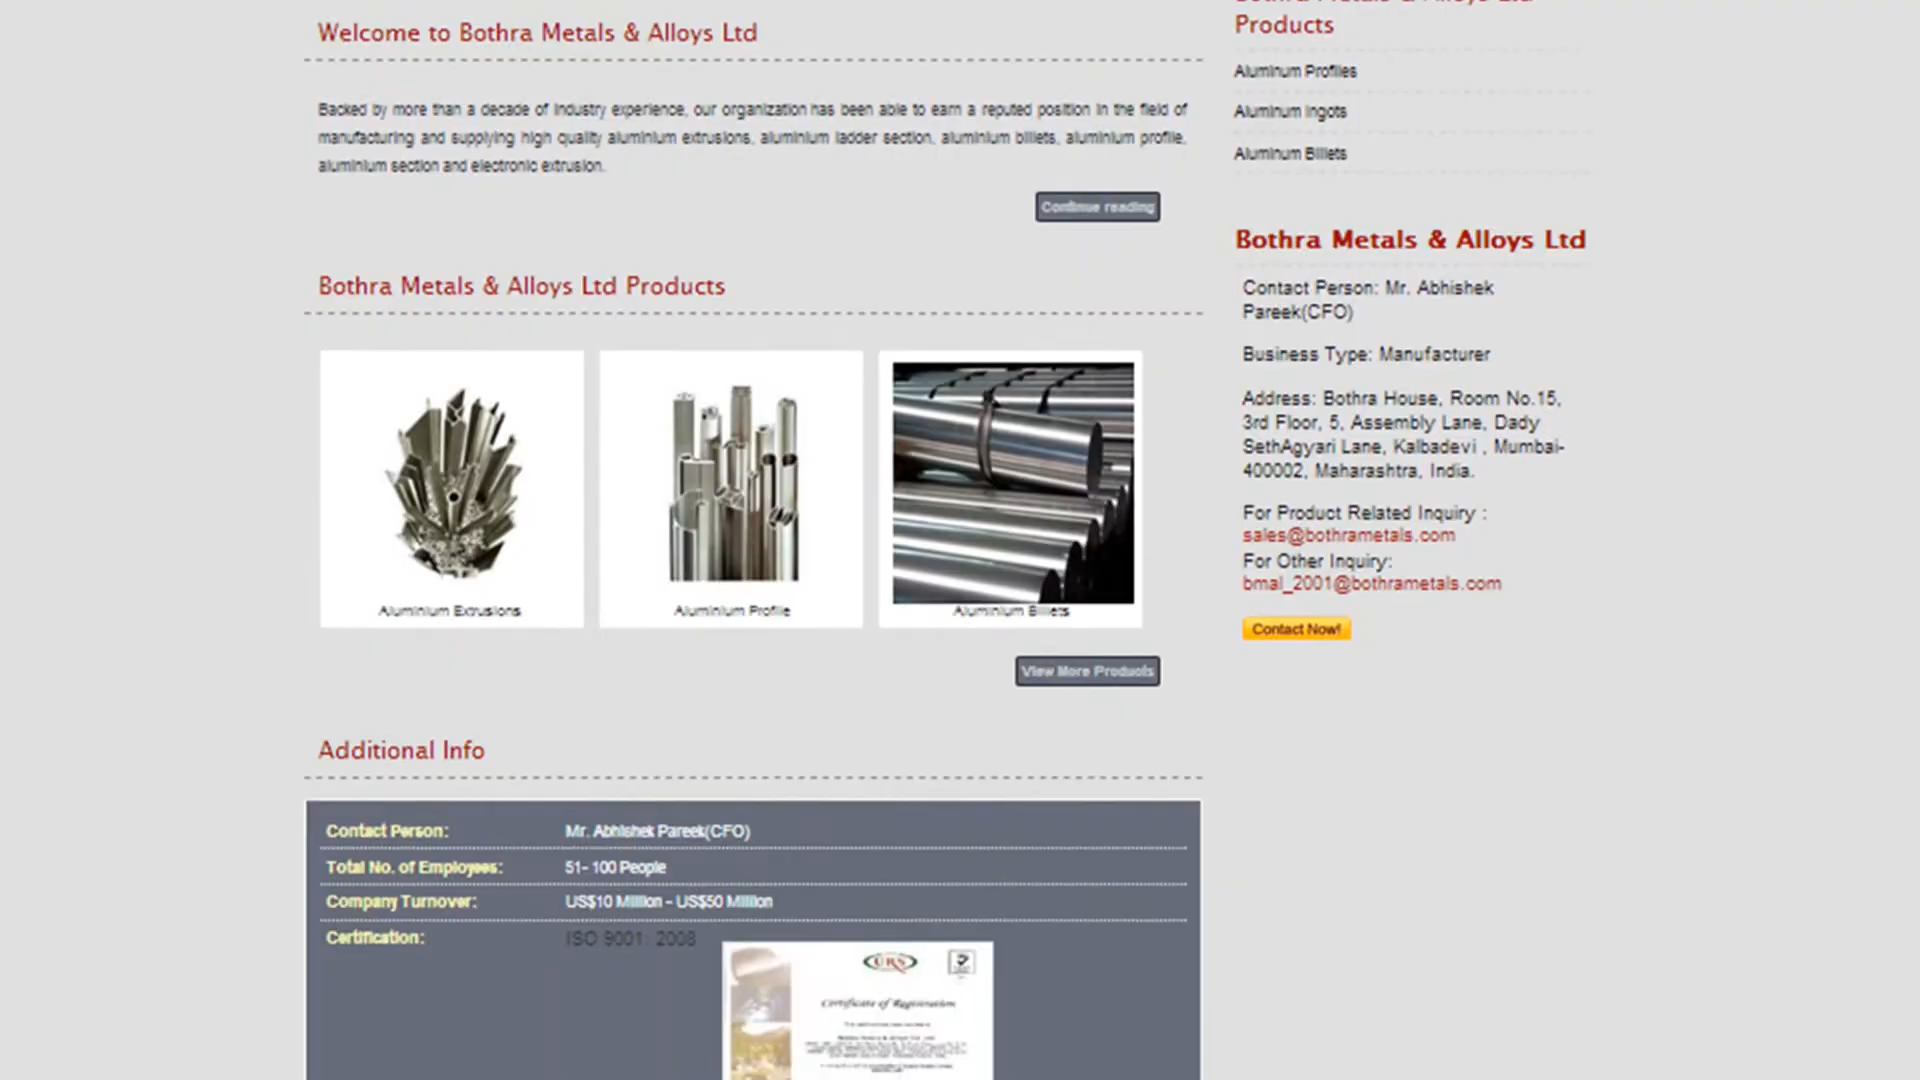 Welcome to Bothra Metals & Alloys Ltd
Backed by more than a decade of industry experience, our organization has been able to earn a reputed position in the field of
manufacturing and supplying high quality aluminium extrusions, aluminium ladder section, aluminium billets, aluminium profile,
aluminium section and electronic extrusion.
Continue reading
Bothra Metals & Alloys Ltd Products
Aluminium Extrusions
Aluminium Profile
Aluminium Billets
View More Products
Additional Info
Contact Person: Mr. Abhishek Pareek(CFO)
Total No. of Employees: 51- 100 People
Company Turnover: US$10 Million - US$50 Million
Certification: ISO 9001: 2008
URS
Certificate of Registration
Bothra Metals & Alloys Ltd
Products
Aluminum Profiles
Aluminum Ingots
Aluminum Billets
Bothra Metals & Alloys Ltd
Contact Person: Mr. Abhishek
Pareek(CFO)
Business Type: Manufacturer
Address: Bothra House, Room No.15,
3rd Floor, 5, Assembly Lane, Dady
SethAgyari Lane, Kalbadevi , Mumbai-
400002, Maharashtra, India.
For Product Related Inquiry :
sales@bothrametals.com
For Other Inquiry:
bmal_2001@bothrametals.com
Contact Now!